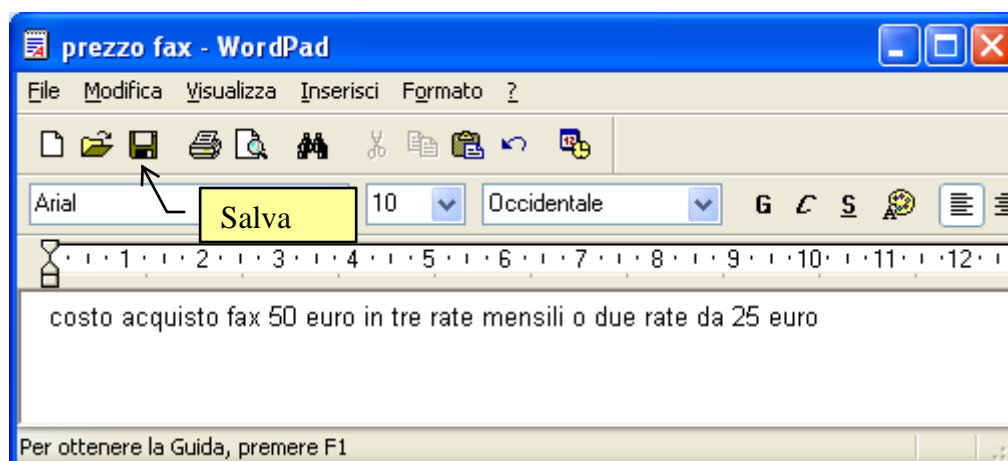 prezzo fax - WordPad
File Modifica Visualizza Inserisci Formato ?
Arial 10 Occidentale G C S
Salva
1 2 3 4 5 6 7 8 9 10 11 12
costo acquisto fax 50 euro in tre rate mensili o due rate da 25 euro
Per ottenere la Guida, premere F1